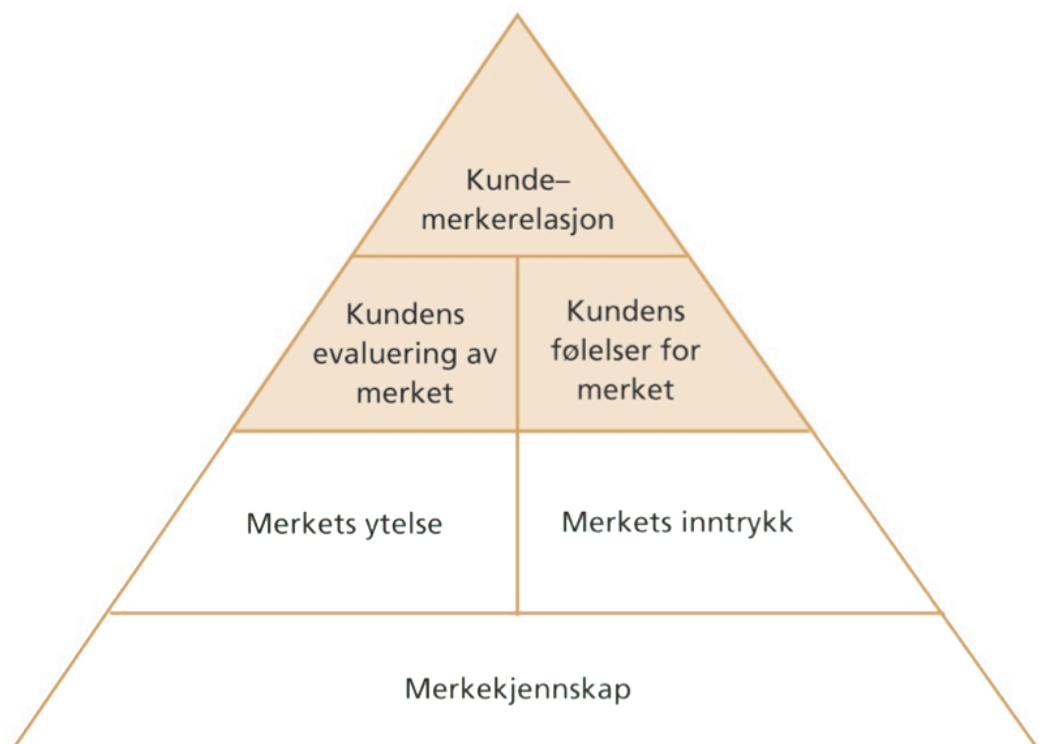 Kunde–
merkerelasjon
Kundens
evaluering av
merket
Kundens
følelser for
merket
Merkets ytelse
Merkets inntrykk
Merkekjennskap